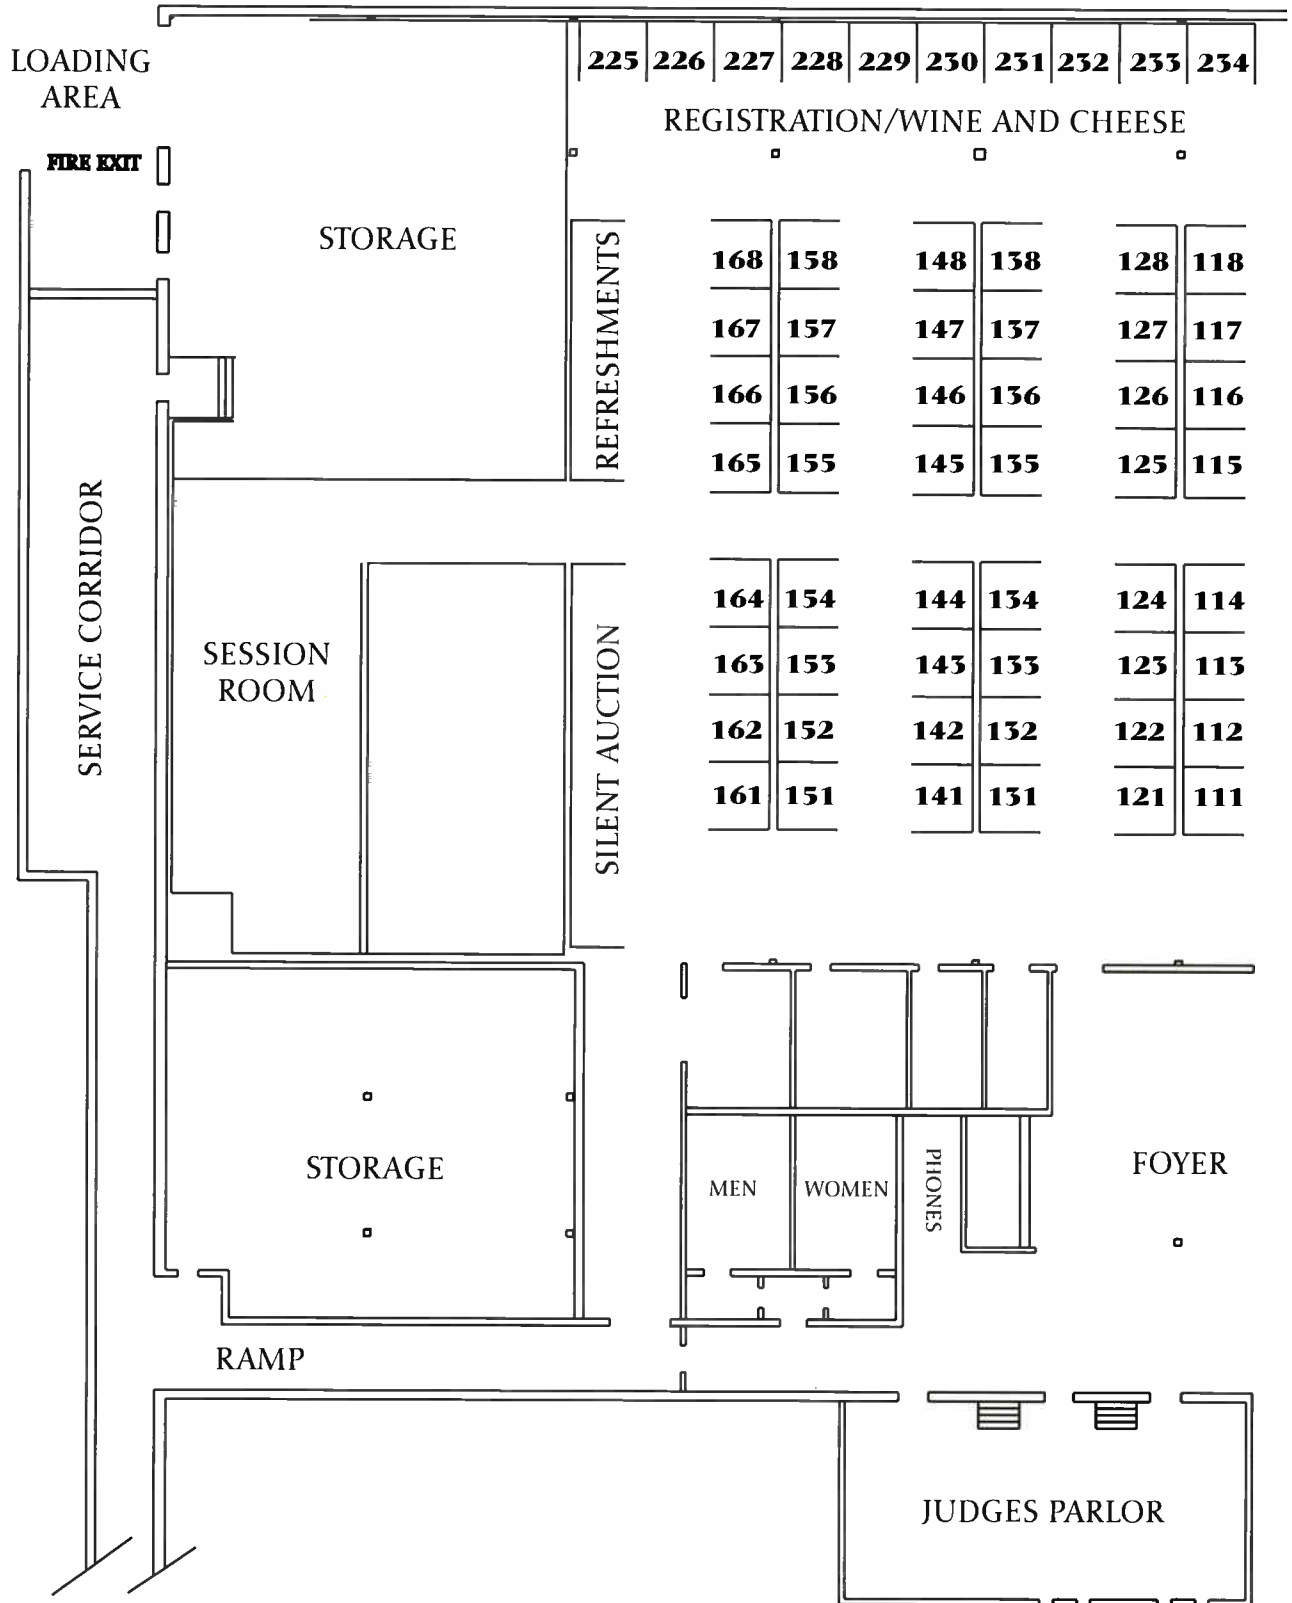 225 226 227 228 229 230 231 232 233 234
LOADING
AREA
REGISTRATION/WINE AND CHEESE
FIRE EXIT
STORAGE
REFRESHMENTS
168 158 148 138 128 118
167 157 147 137 127 117
166 156 146 136 126 116
165 155 145 135 125 115
SERVICE CORRIDOR
SESSION
ROOM
SILENT AUCTION
164 154 144 134 124 114
163 153 143 133 123 113
162 152 142 132 122 112
161 151 141 131 121 111
STORAGE
MEN
WOMEN
PHONES
FOYER
RAMP
JUDGES PARLOR